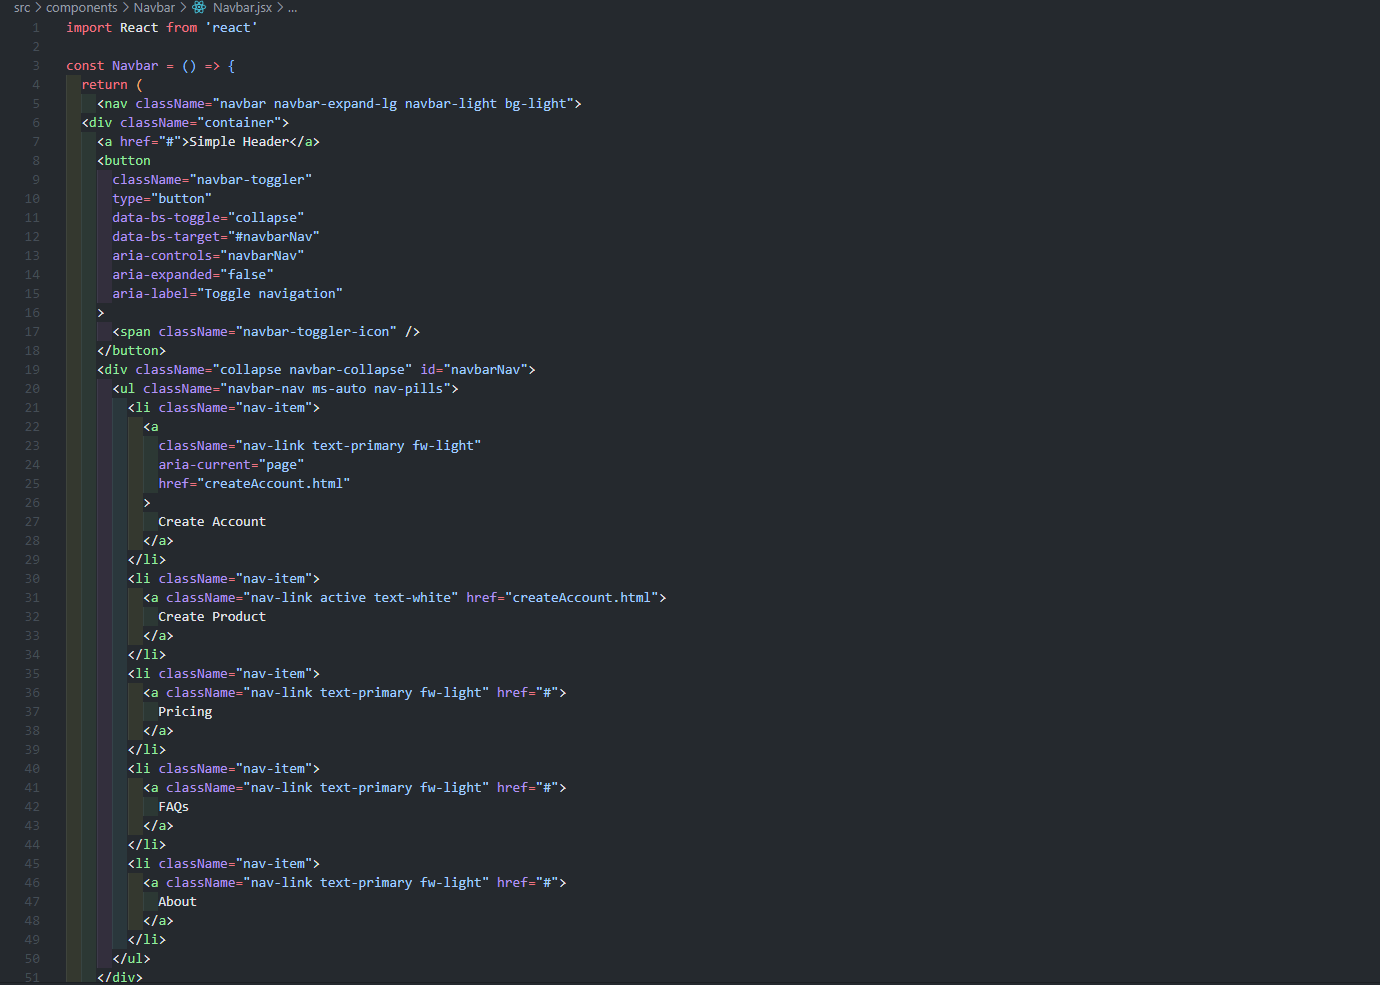 src > components > Navbar > Navbar.jsx > ...
1 import React from 'react'
2
3 const Navbar = () => {
4 return (
5 <nav className="navbar navbar-expand-lg navbar-light bg-light">
6 <div className="container">
7 <a href="#">Simple Header</a>
8 <button
9 className="navbar-toggler"
10 type="button"
11 data-bs-toggle="collapse"
12 data-bs-target="#navbarNav"
13 aria-controls="navbarNav"
14 aria-expanded="false"
15 aria-label="Toggle navigation"
16 >
17 <span className="navbar-toggler-icon" />
18 </button>
19 <div className="collapse navbar-collapse" id="navbarNav">
20 <ul className="navbar-nav ms-auto nav-pills">
21 <li className="nav-item">
22 <a
23 className="nav-link text-primary fw-light"
24 aria-current="page"
25 href="createAccount.html"
26 >
27 Create Account
28 </a>
29 </li>
30 <li className="nav-item">
31 <a className="nav-link active text-white" href="createAccount.html">
32 Create Product
33 </a>
34 </li>
35 <li className="nav-item">
36 <a className="nav-link text-primary fw-light" href="#">
37 Pricing
38 </a>
39 </li>
40 <li className="nav-item">
41 <a className="nav-link text-primary fw-light" href="#">
42 FAQs
43 </a>
44 </li>
45 <li className="nav-item">
46 <a className="nav-link text-primary fw-light" href="#">
47 About
48 </a>
49 </li>
50 </ul>
51 </div>